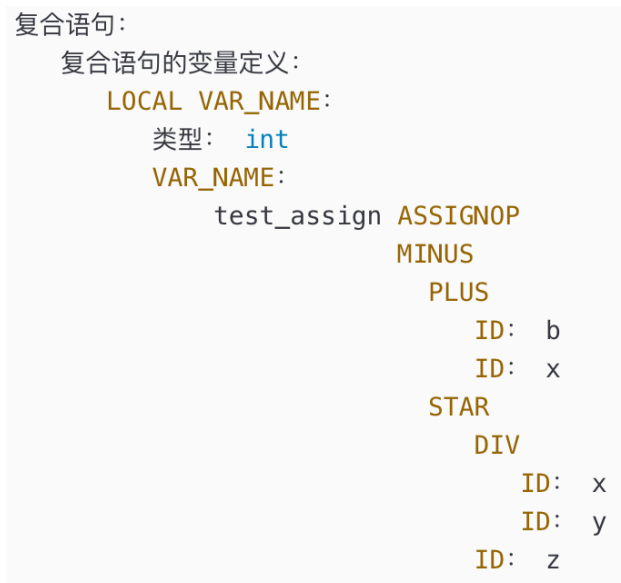 复合语句:
复合语句的变量定义:
LOCAL VAR_NAME:
类型: int
VAR_NAME:
test_assign ASSIGNOP
MINUS
PLUS
ID: b
ID: x
STAR
DIV
ID: x
ID: y
ID: z